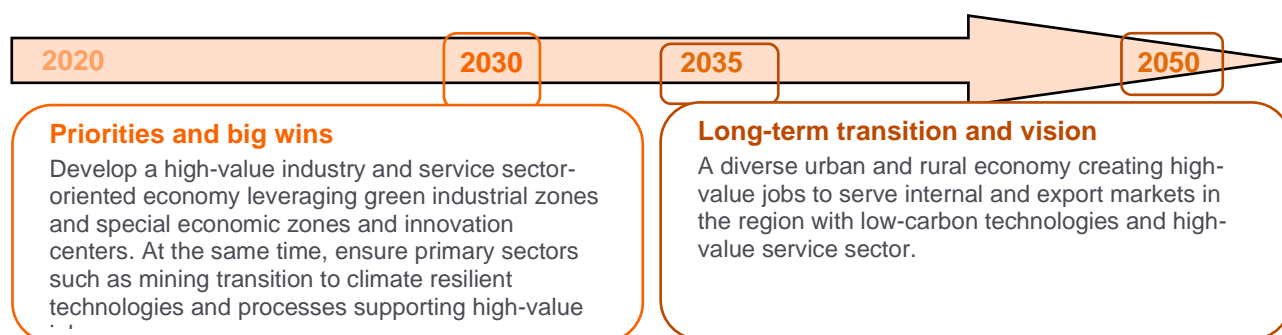 2020
2030
2035
2050
Priorities and big wins
Develop a high-value industry and service sector-
oriented economy leveraging green industrial zones
and special economic zones and innovation
centers. At the same time, ensure primary sectors
such as mining transition to climate resilient
technologies and processes supporting high-value
Long-term transition and vision
A diverse urban and rural economy creating high-
value jobs to serve internal and export markets in
the region with low-carbon technologies and high-
value service sector.